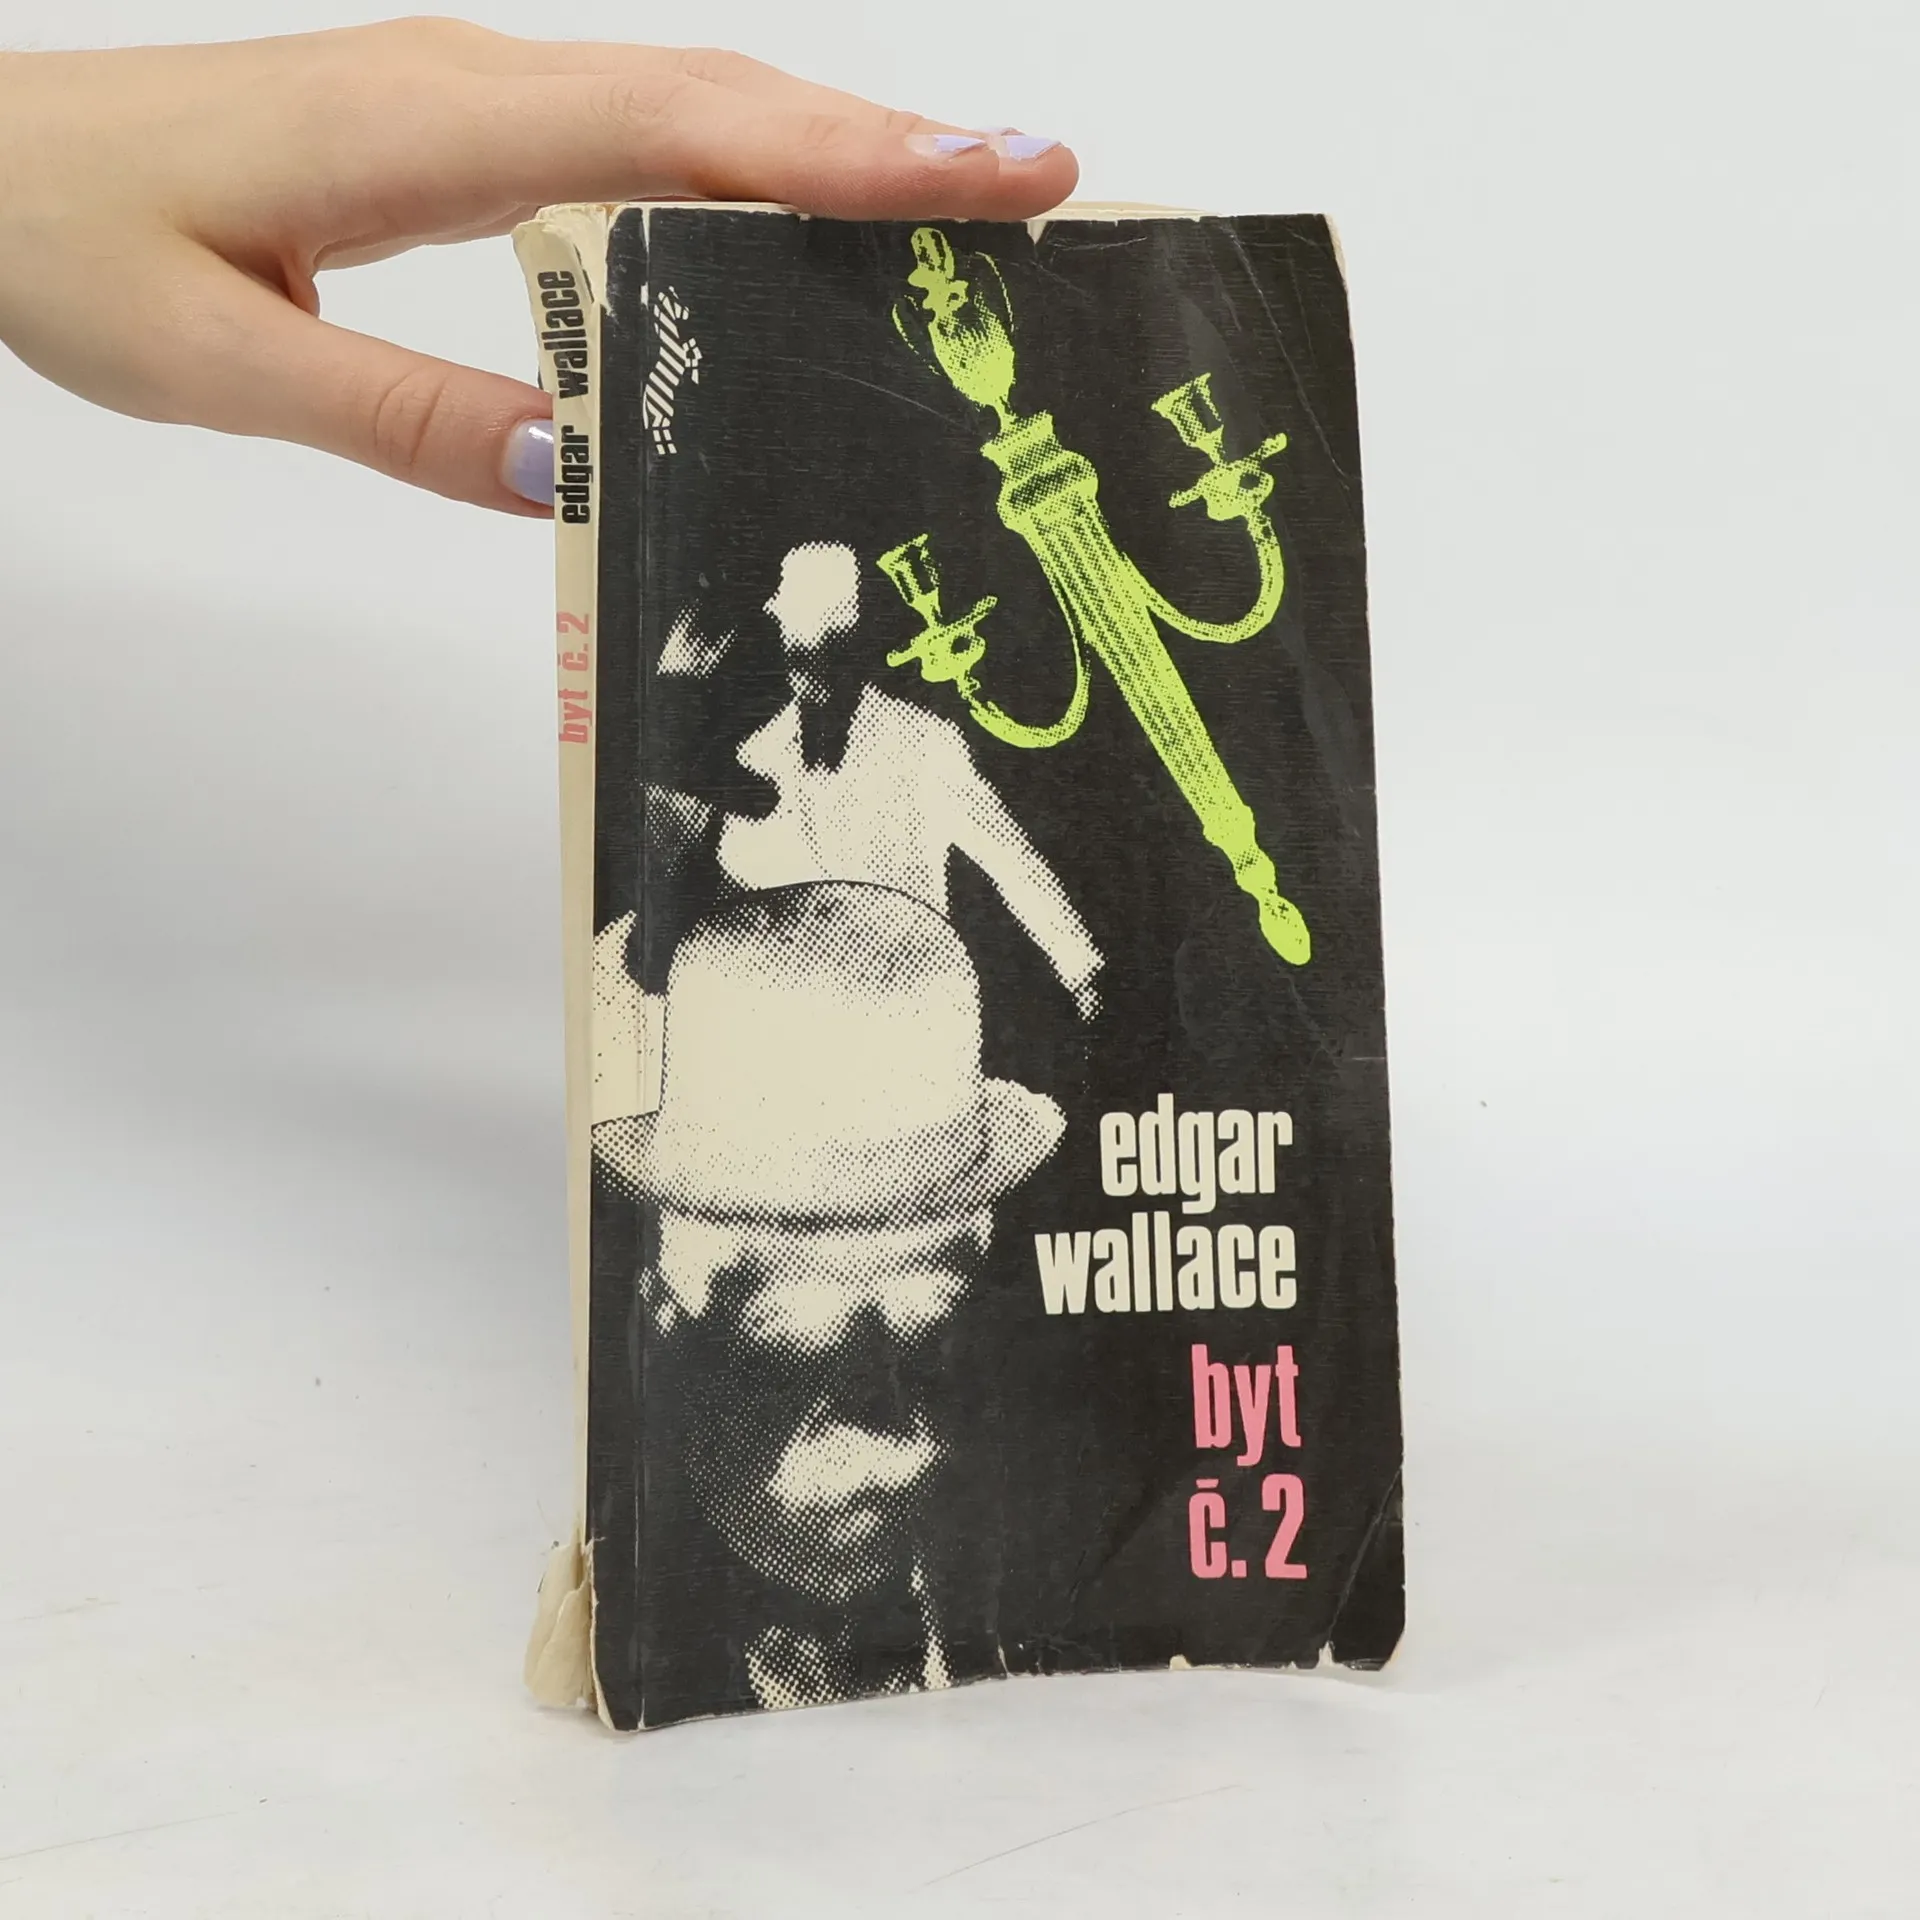 edgar wallace byt č. 2
edgar
wallace
byt
č. 2